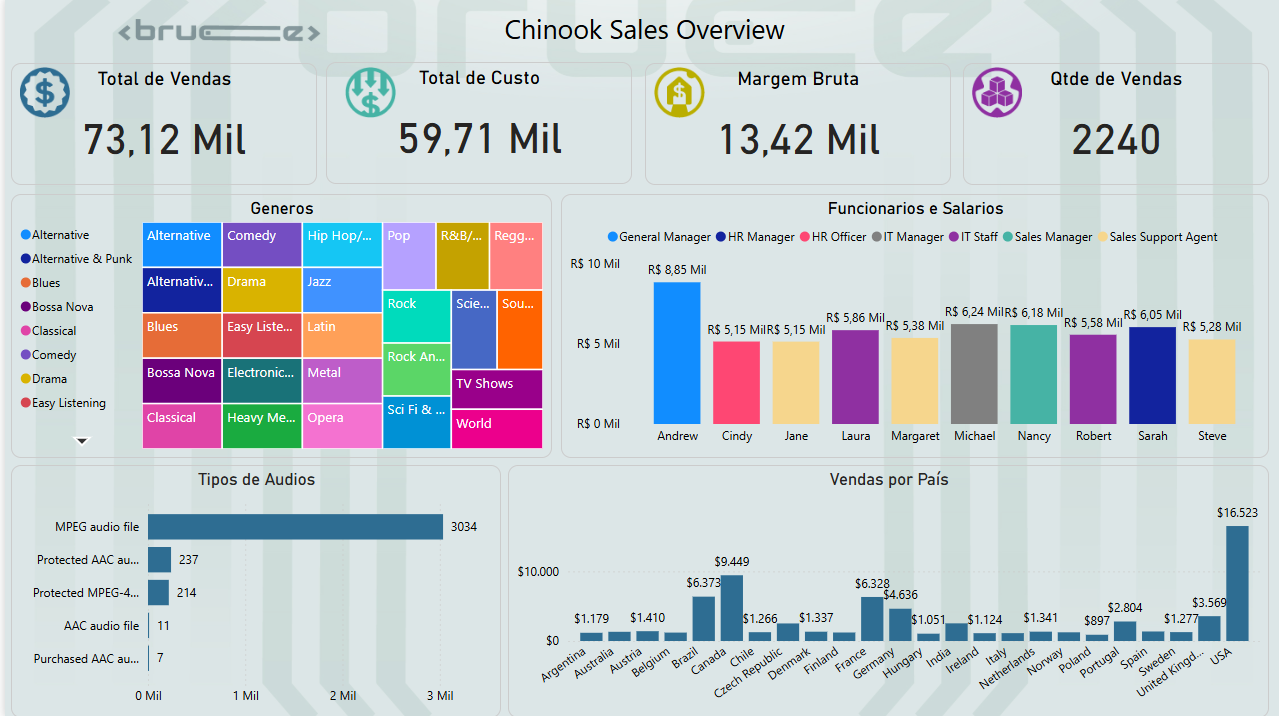 <bruce>
Chinook Sales Overview
Total de Vendas
73,12 Mil
Total de Custo
59,71 Mil
Margem Bruta
13,42 Mil
Qtde de Vendas
2240
Generos
Alternative
Alternative & Punk
Blues
Bossa Nova
Classical
Comedy
Drama
Easy Listening
Alternative
Comedy
Hip Hop/...
Pop
R&B/...
Regg...
Alternativ...
Drama
Jazz
Rock
Scie...
Sou...
Blues
Easy Liste...
Latin
Rock An...
Bossa Nova
Electronic...
Metal
TV Shows
Classical
Heavy Me...
Opera
Sci Fi & ...
World
Funcionarios e Salarios
General Manager HR Manager HR Officer IT Manager IT Staff Sales Manager Sales Support Agent
R$ 10 Mil
R$ 5 Mil
R$ 0 Mil
R$ 8,85 Mil
R$ 5,15 Mil
R$ 5,15 Mil
R$ 5,86 Mil
R$ 5,38 Mil
R$ 6,24 Mil
R$ 6,18 Mil
R$ 5,58 Mil
R$ 6,05 Mil
R$ 5,28 Mil
Andrew Cindy Jane Laura Margaret Michael Nancy Robert Sarah Steve
Tipos de Audios
MPEG audio file 3034
Protected AAC au... 237
Protected MPEG-4... 214
AAC audio file 11
Purchased AAC au... 7
0 Mil 1 Mil 2 Mil 3 Mil
Vendas por País
$10.000
$0
$1.179
$1.410
$6.373
$9.449
$1.266
$1.337
$6.328
$4.636
$1.051
$1.124
$1.341
$897
$2.804
$1.277
$3.569
$16.523
Argentina
Australia
Austria
Belgium
Brazil
Canada
Chile
Czech Republic
Denmark
Finland
France
Germany
Hungary
India
Ireland
Italy
Netherlands
Norway
Poland
Portugal
Spain
Sweden
United Kingd...
USA